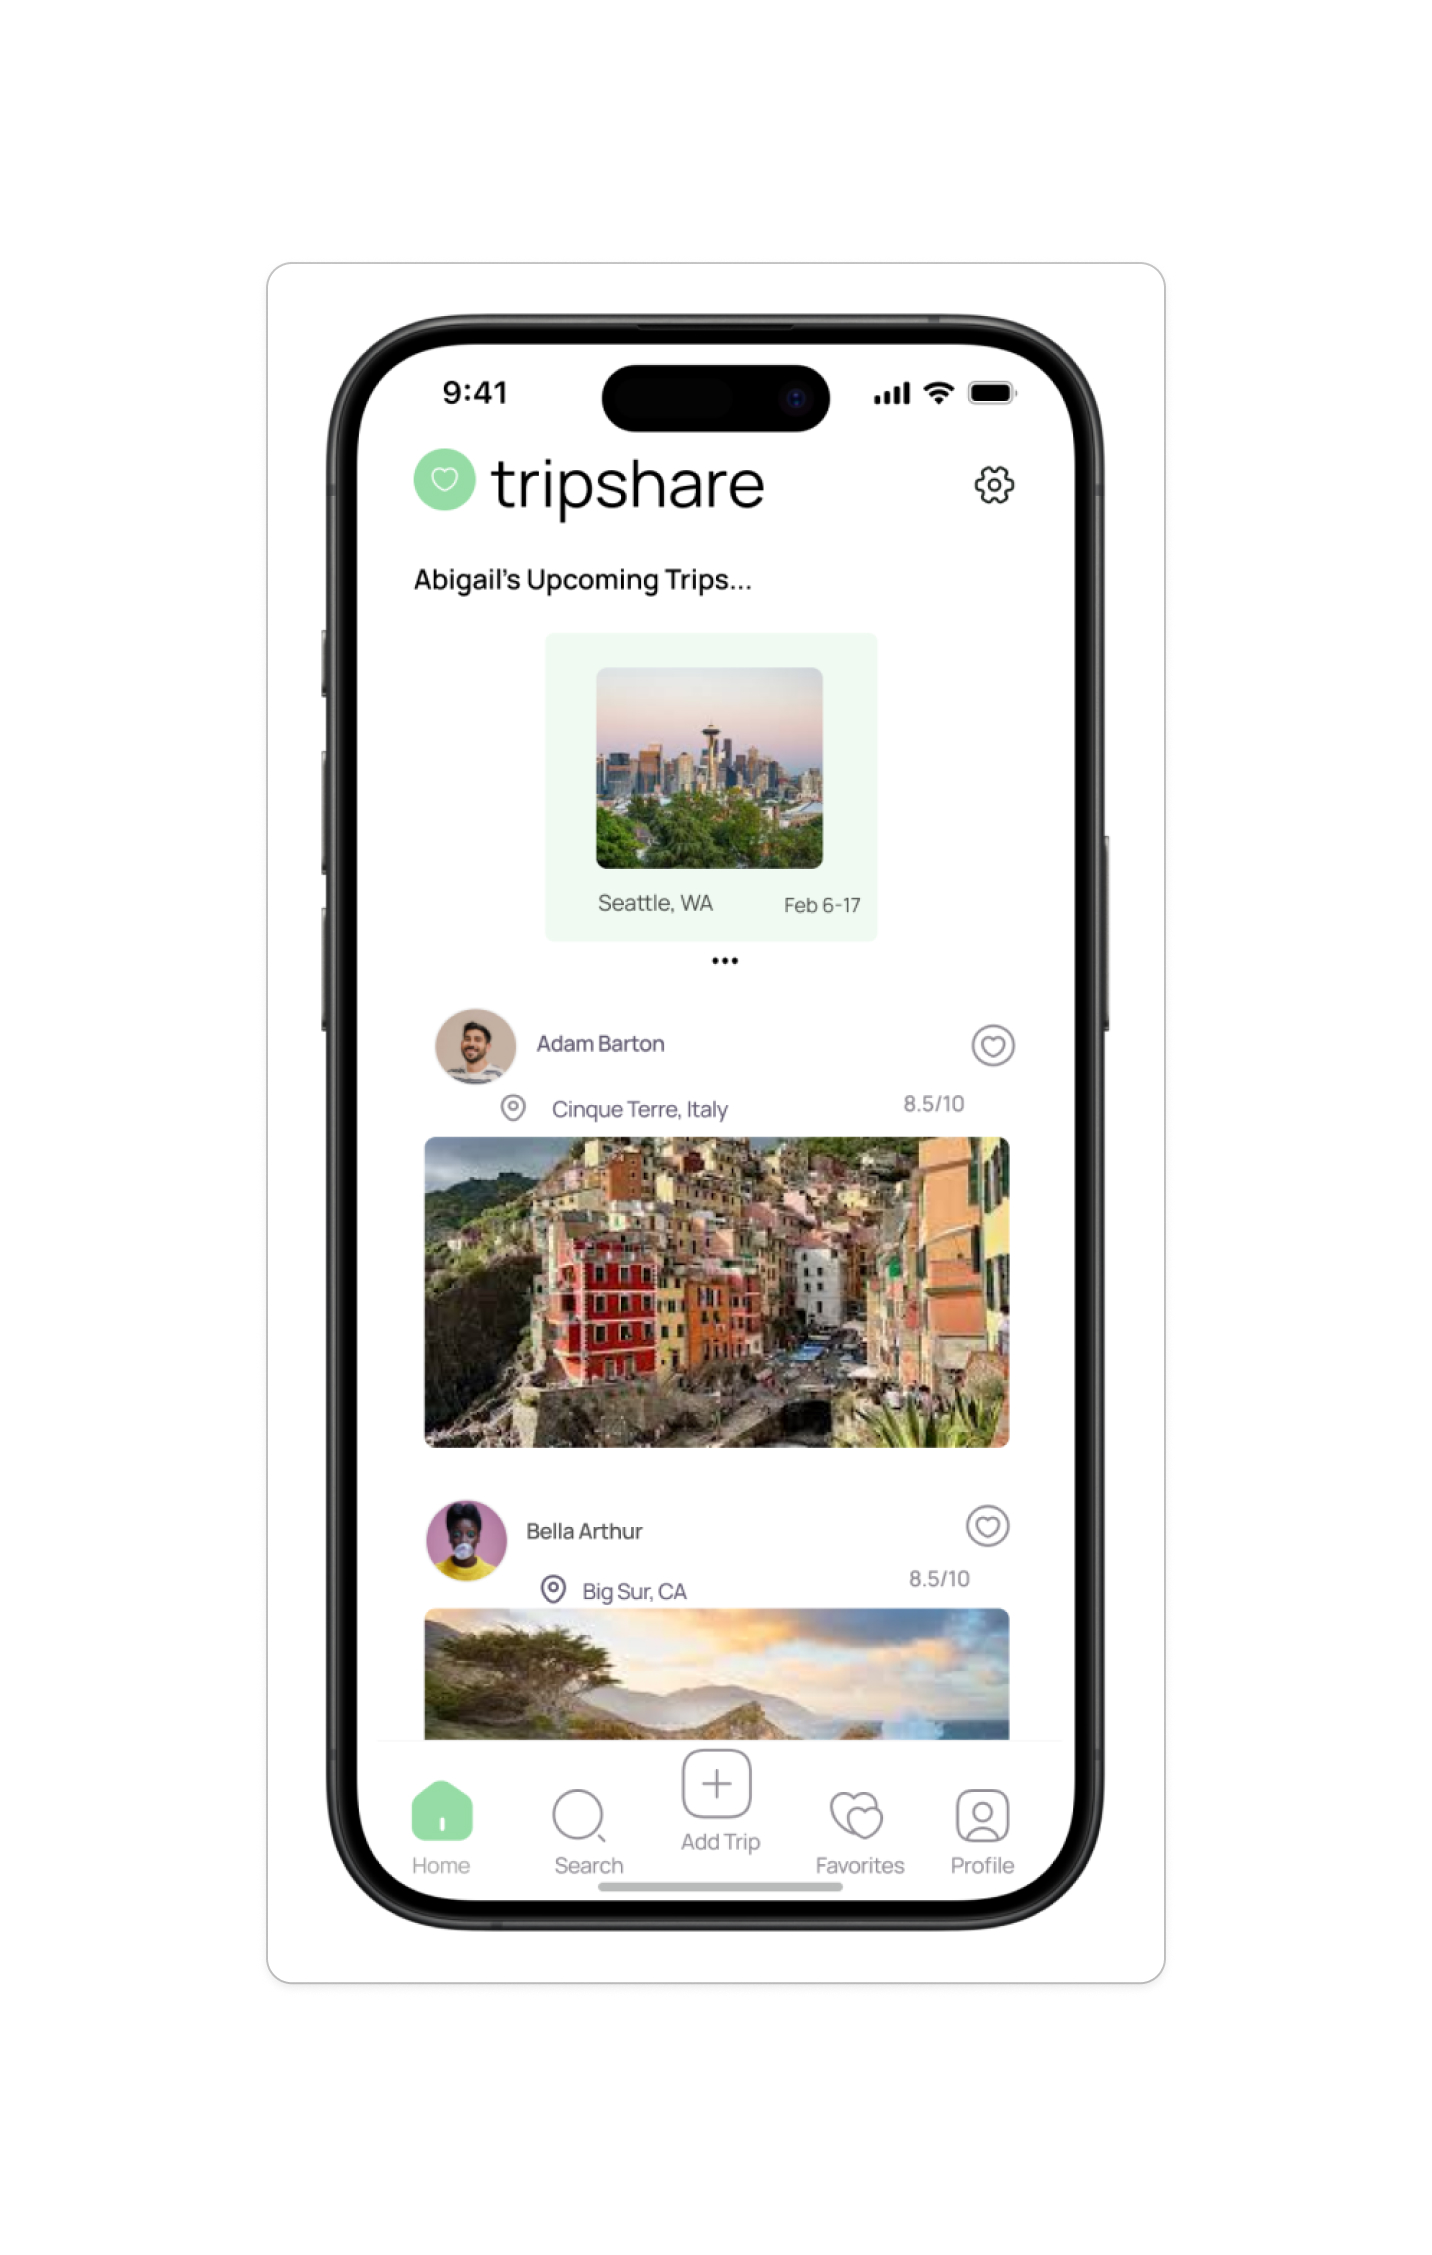 9:41
tripshare
Abigail's Upcoming Trips...
Seattle, WA Feb 6-17
Adam Barton
Cinque Terre, Italy 8.5/10
Bella Arthur
Big Sur, CA 8.5/10
Home Search Add Trip Favorites Profile